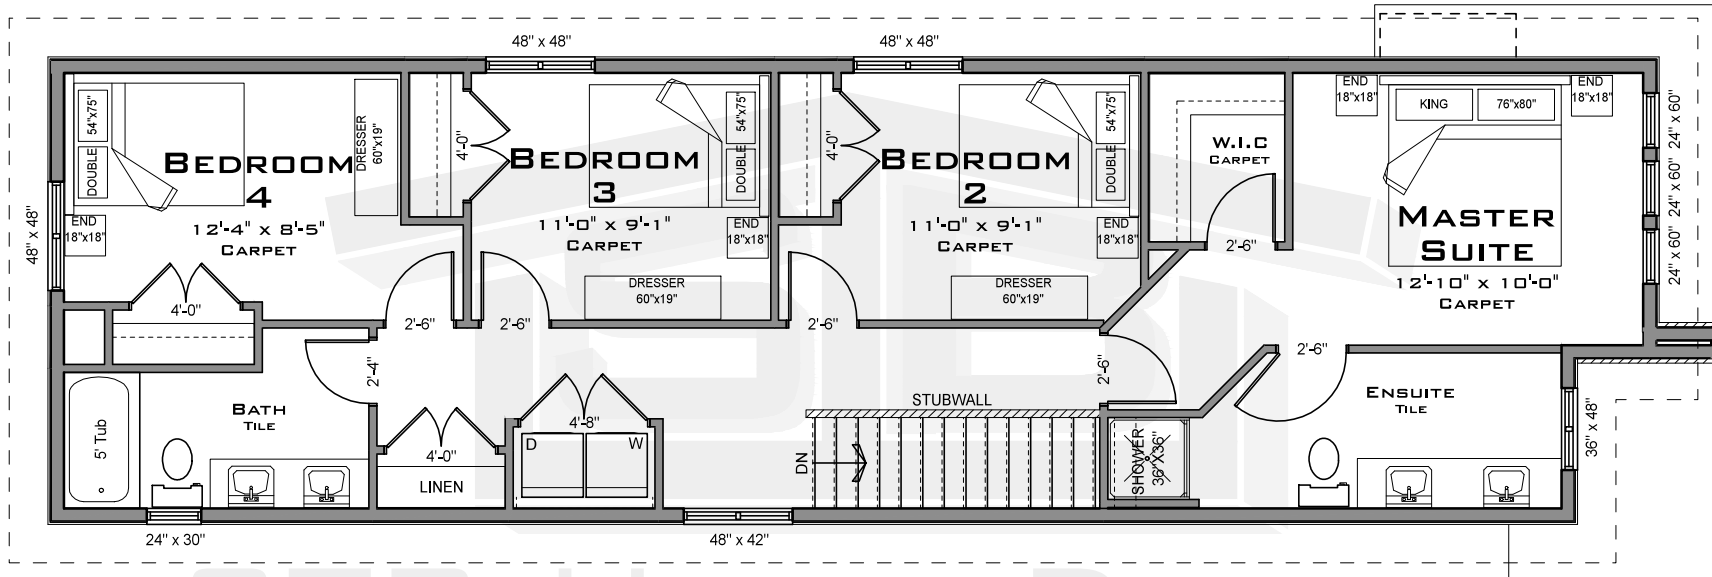 48" x 48"
48" x 48"
54"x75"
DOUBLE
BEDROOM
4
12'-4" x 8'-5"
CARPET
DRESSER
60"x19"
END
18"x18"
48" x 48"
4'-0"
4'-0"
BEDROOM
3
11'-0" x 9'-1"
CARPET
54"x75"
DOUBLE
END
18"x18"
DRESSER
60"x19"
4'-0"
BEDROOM
2
11'-0" x 9'-1"
CARPET
54"x75"
DOUBLE
END
18"x18"
DRESSER
60"x19"
W.I.C
CARPET
2'-6"
END
18"x18"
KING
76"x80"
END
18"x18"
MASTER
SUITE
12'-10" x 10'-0"
CARPET
24" x 60"
24" x 60"
24" x 60"
2'-6"
2'-6"
2'-6"
2'-6"
2'-6"
2'-4"
5' Tub
BATH
TILE
24" x 30"
4'-0"
LINEN
4'-8"
D
W
48" x 42"
STUBWALL
DN
SHOWER
36"X36"
ENSUITE
TILE
36" x 48"